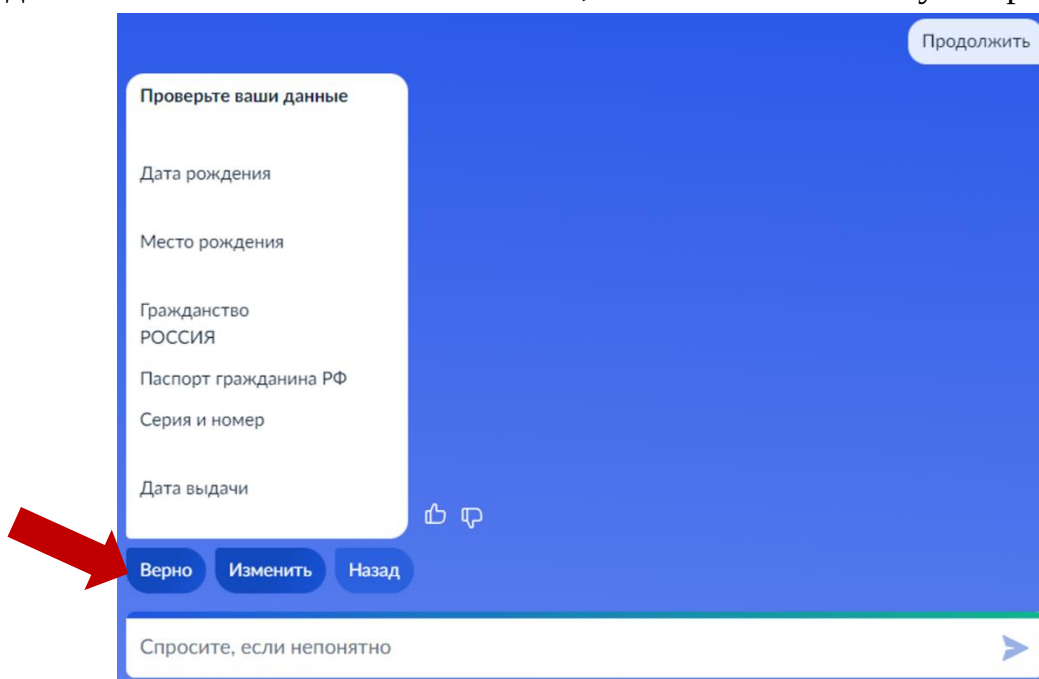 Продолжить
Проверьте ваши данные
Дата рождения
Место рождения
Гражданство
РОССИЯ
Паспорт гражданина РФ
Серия и номер
Дата выдачи
Верно Изменить Назад
Спросите, если непонятно